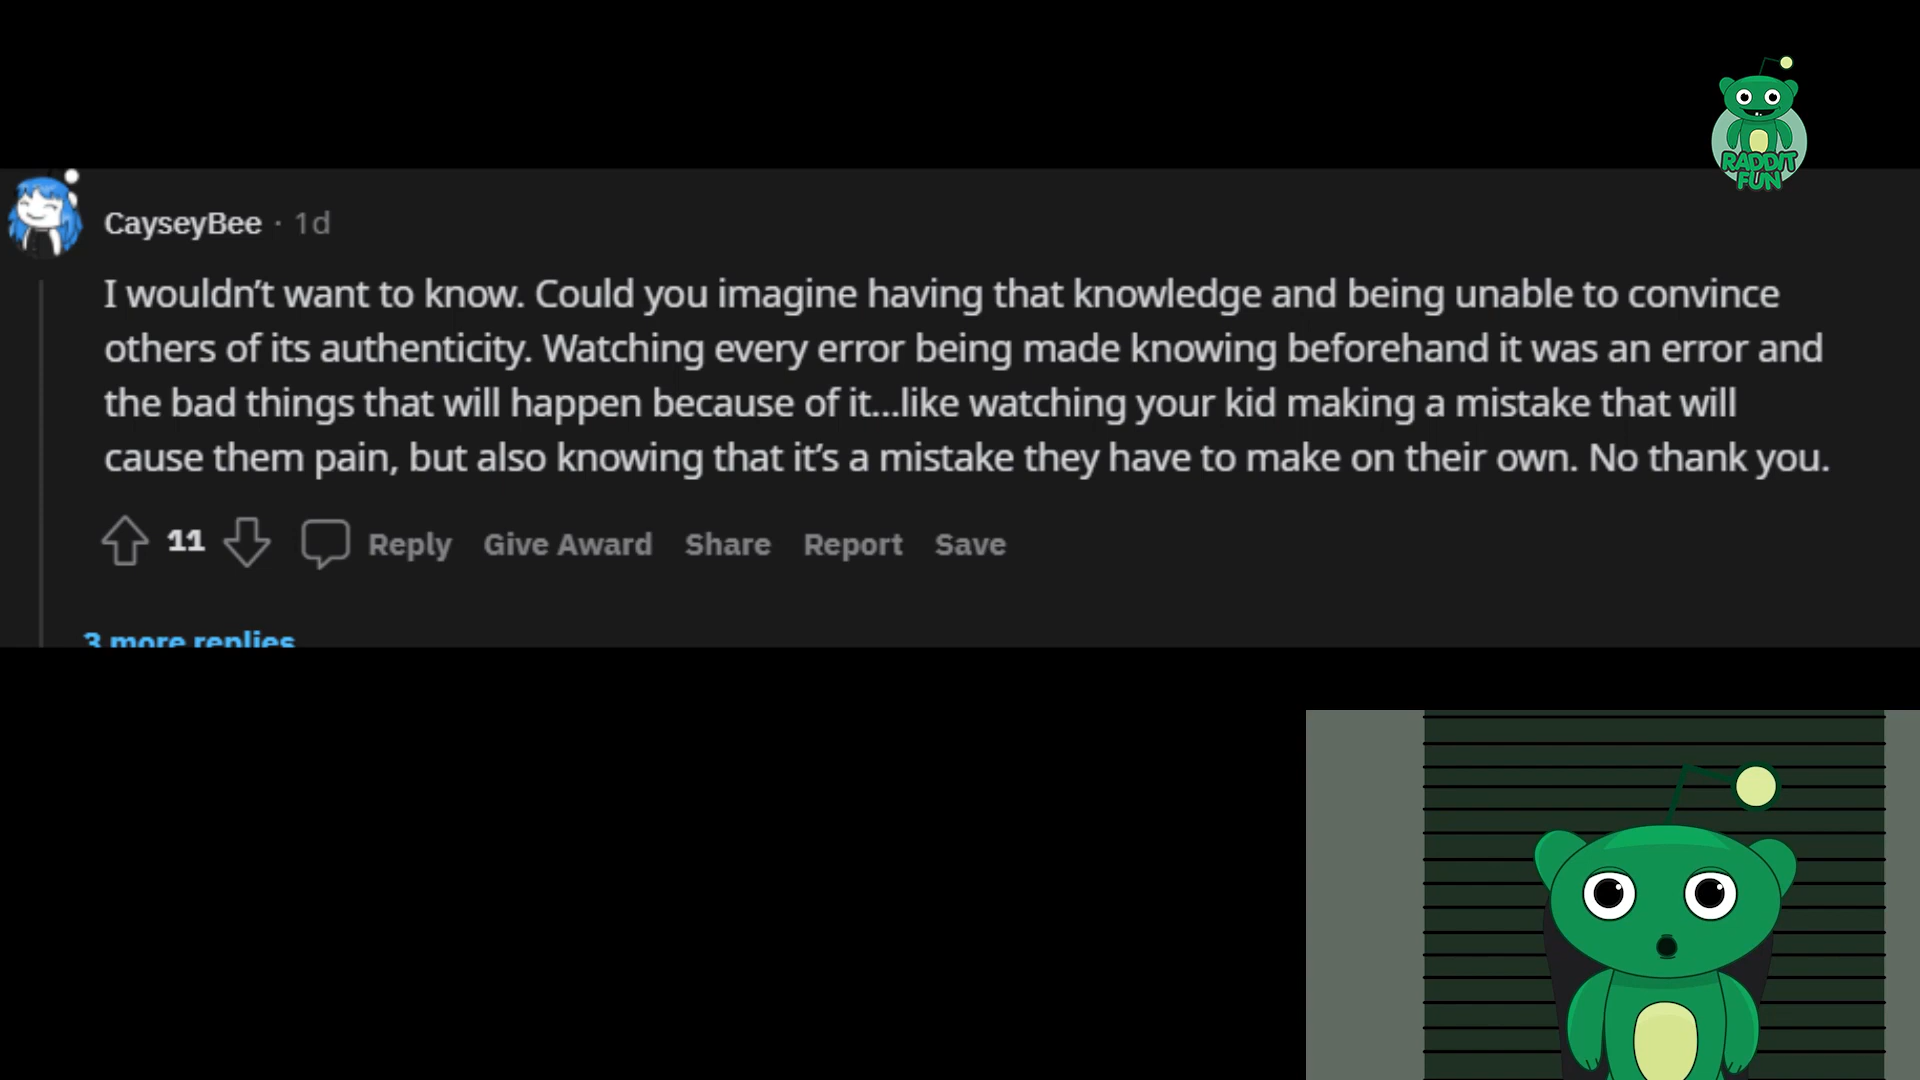 RADDIT
FUN
CayseyBee · 1d
I wouldn’t want to know. Could you imagine having that knowledge and being unable to convince
others of its authenticity. Watching every error being made knowing beforehand it was an error and
the bad things that will happen because of it...like watching your kid making a mistake that will
cause them pain, but also knowing that it’s a mistake they have to make on their own. No thank you.
11 Reply Give Award Share Report Save
3 more replies